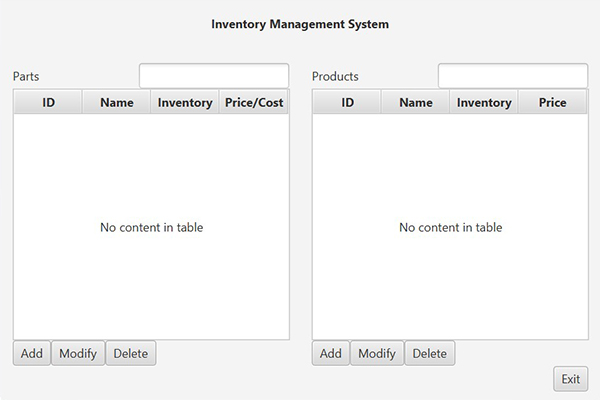 Inventory Management System
Parts
ID Name Inventory Price/Cost
No content in table
Add Modify Delete
Products
ID Name Inventory Price
No content in table
Add Modify Delete
Exit